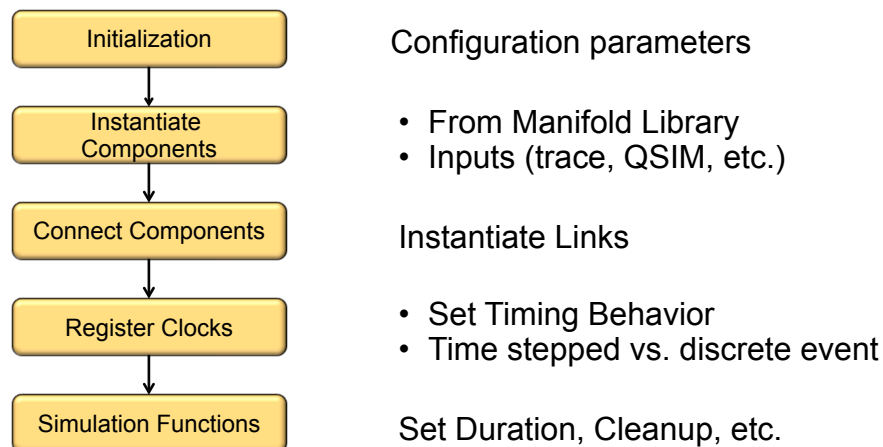 Initialization
Configuration parameters
Instantiate
Components
• From Manifold Library
• Inputs (trace, QSIM, etc.)
Connect Components
Instantiate Links
Register Clocks
• Set Timing Behavior
• Time stepped vs. discrete event
Simulation Functions
Set Duration, Cleanup, etc.